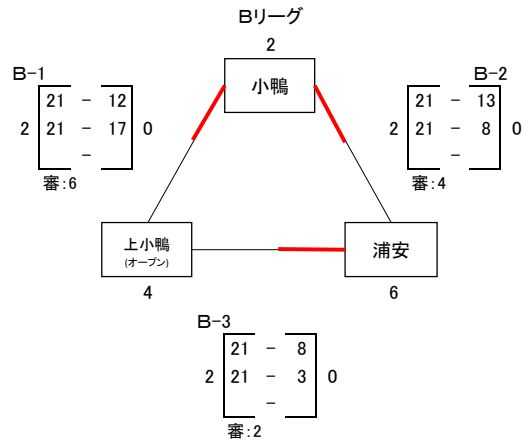 Bリーグ
2
小鴨
B-1
21 - 12
2 21 - 17 0
-
審:6
B-2
21 - 13
2 21 - 8 0
-
審:4
上小鴨
(オープン)
4
浦安
6
B-3
21 - 8
2 21 - 3 0
-
審:2